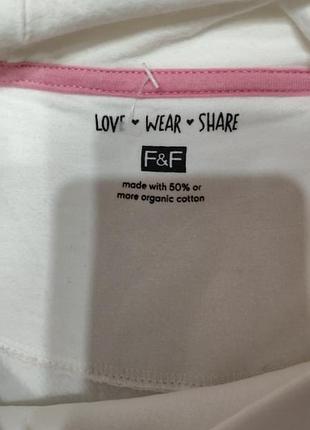 LOVE ♥ WEAR ♥ SHARE
F&F
made with 50% or
more organic cotton